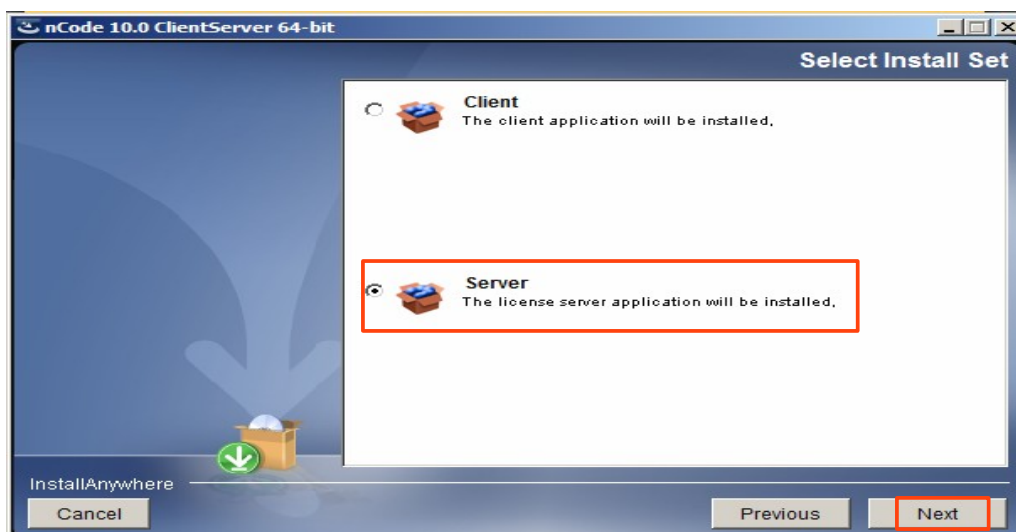 nCode 10.0 ClientServer 64-bit
Select Install Set
Client
The client application will be installed.
Server
The license server application will be installed.
InstallAnywhere
Cancel
Previous
Next